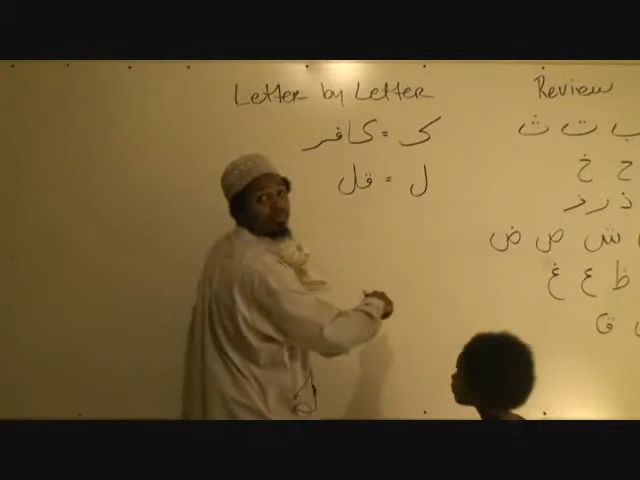 Letter by Letter
ك = كافر
ل = قل
Review
ب ت ث
ح خ
ذ ر ز
ش ص ض
ظ ع غ
ق